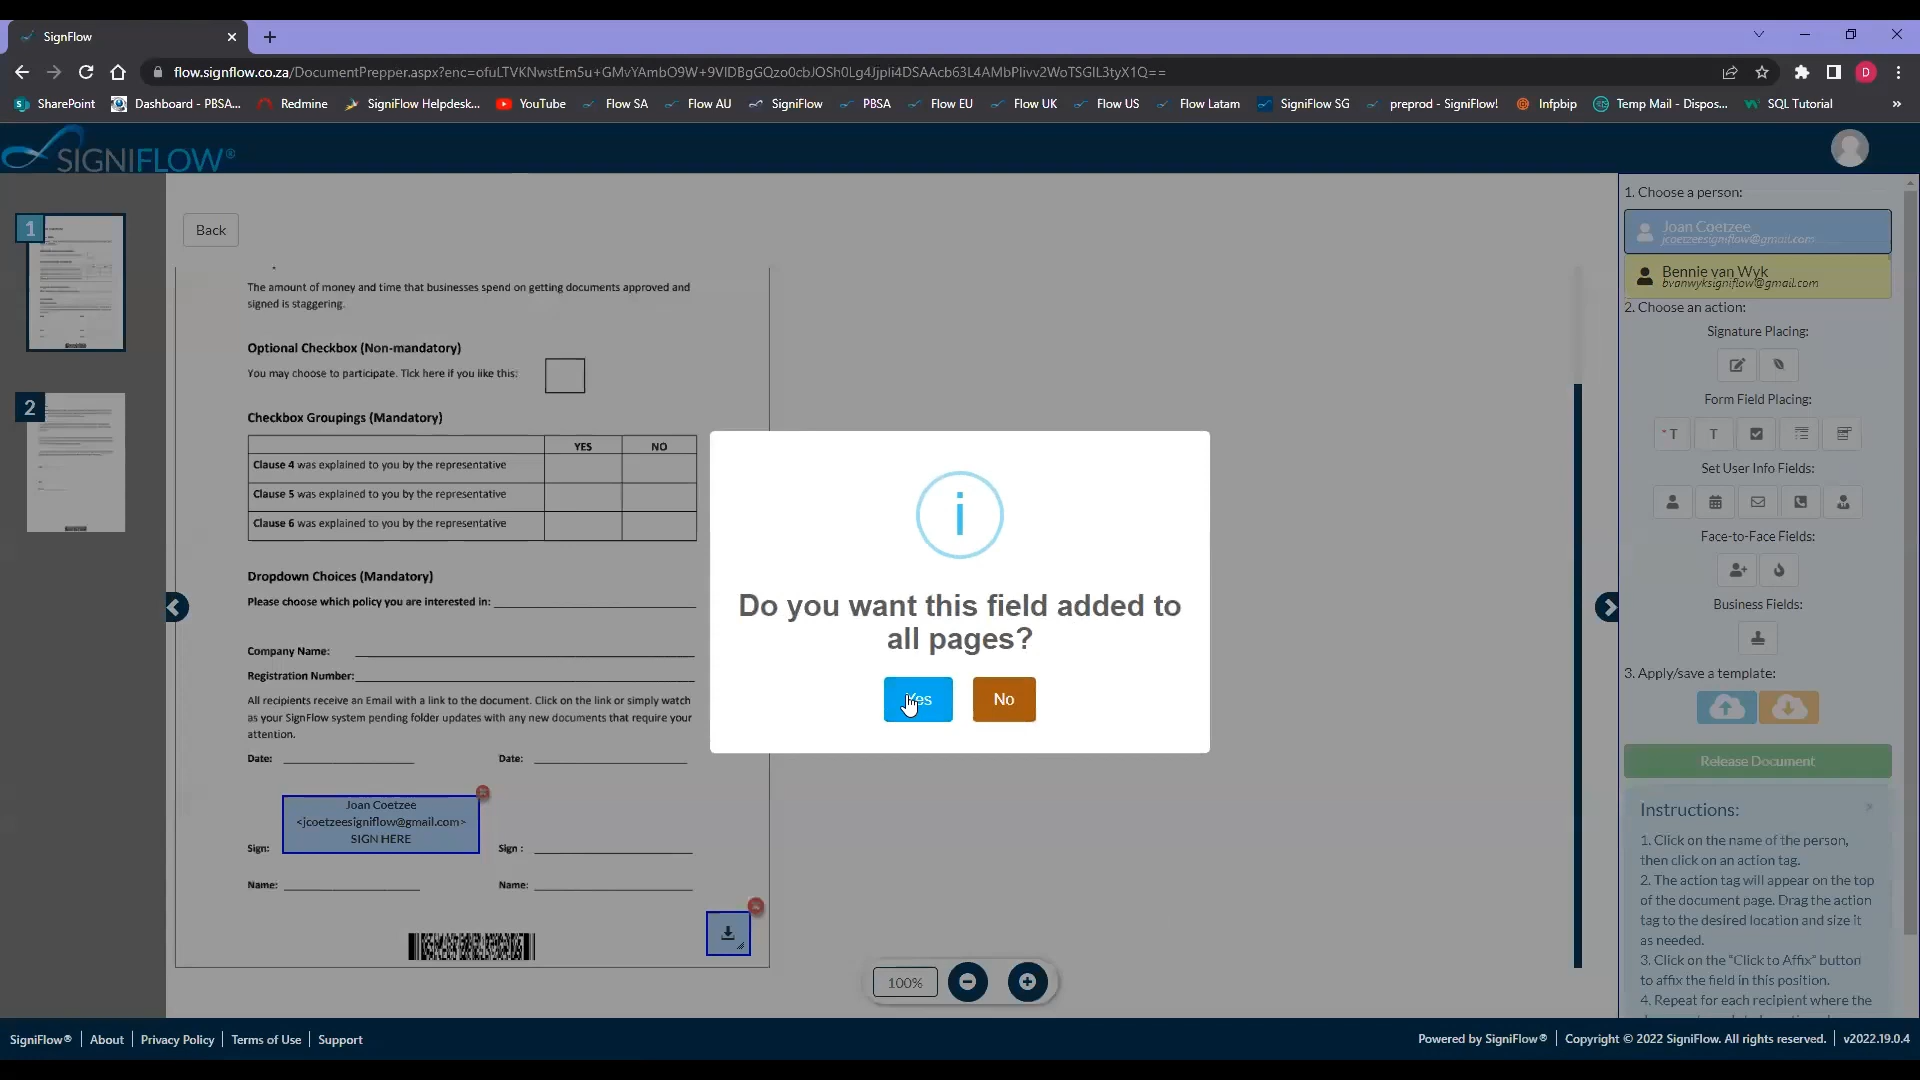 SignFlow
flow.signflow.co.za/DocumentPrepper.aspx?enc=ofuLTVKNwstEm5u+GMvYAmbO9W+9VIDBgGQzo0cbJOSh0Lg4Jjpli4DSAAcb63L4AMbPlivv2WoTSGIL3tyX1Q==
SharePoint
Dashboard - PBSA...
Redmine
SigniFlow Helpdesk...
YouTube
Flow SA
Flow AU
SigniFlow
PBSA
Flow EU
Flow UK
Flow US
Flow Latam
SigniFlow SG
preprod - SigniFlow!
Infpbip
Temp Mail - Dispos...
SQL Tutorial
»
D
SIGNIFLOW®
1
2
Back
The amount of money and time that businesses spend on getting documents approved and
signed is staggering.
Optional Checkbox (Non-mandatory)
You may choose to participate. Tick here if you like this:
Checkbox Groupings (Mandatory)
YES NO
Clause 4 was explained to you by the representative
Clause 5 was explained to you by the representative
Clause 6 was explained to you by the representative
Dropdown Choices (Mandatory)
Please choose which policy you are interested in:
Company Name:
Registration Number:
All recipients receive an Email with a link to the document. Click on the link or simply watch
as your SignFlow system pending folder updates with any new documents that require your
attention.
Date: Date:
Joan Coetzee
<jcoetzeesigniflow@gmail.com>
SIGN HERE
Sign: Sign :
Name: Name:
i
Do you want this field added to
all pages?
Yes
No
100%
1. Choose a person:
Joan Coetzee
jcoetzeesigniflow@gmail.com
Bennie van Wyk
bvanwyksigniflow@gmail.com
2. Choose an action:
Signature Placing:
Form Field Placing:
Set User Info Fields:
Face-to-Face Fields:
Business Fields:
3. Apply/save a template:
Release Document
Instructions:
1. Click on the name of the person,
then click on an action tag.
2. The action tag will appear on the top
of the document page. Drag the action
tag to the desired location and size it
as needed.
3. Click on the "Click to Affix" button
to affix the field in this position.
4. Repeat for each recipient where the
SigniFlow® | About | Privacy Policy | Terms of Use | Support
Powered by SigniFlow® | Copyright © 2022 SigniFlow. All rights reserved. | v2022.19.0.4